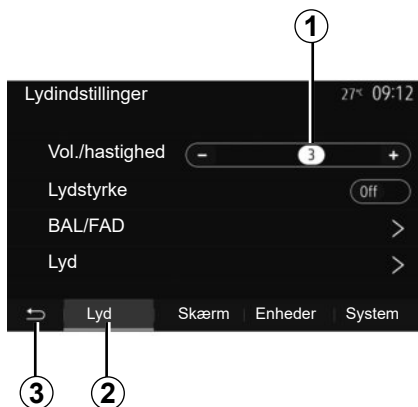 1
Lydindstillinger 27°C 09:12
Vol./hastighed - 3 +
Lydstyrke Off
BAL/FAD >
Lyd >
Lyd Skærm Enheder System
3 2